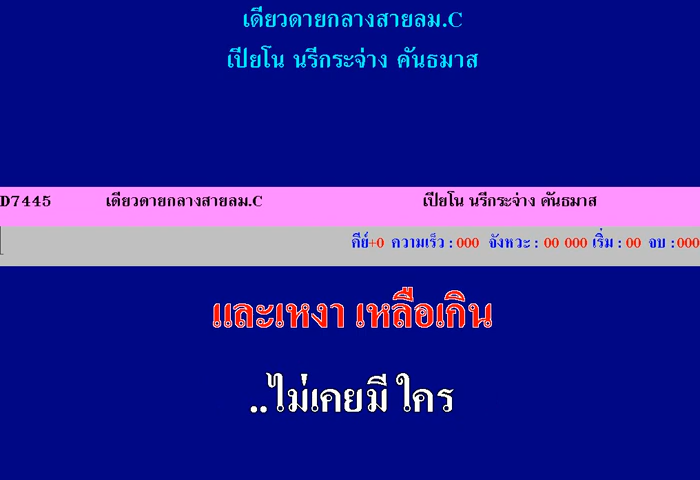 เดียวดายกลางสายลม.C
เปียโน นรีกระจ่าง คันธมาส
D7445 เดียวดายกลางสายลม.C เปียโน นรีกระจ่าง คันธมาส
คีย์+0 ความเร็ว : 000 จังหวะ : 00 000 เริ่ม : 00 จบ :000
และเหงา เหลือเกิน
..ไม่เคยมี ใคร